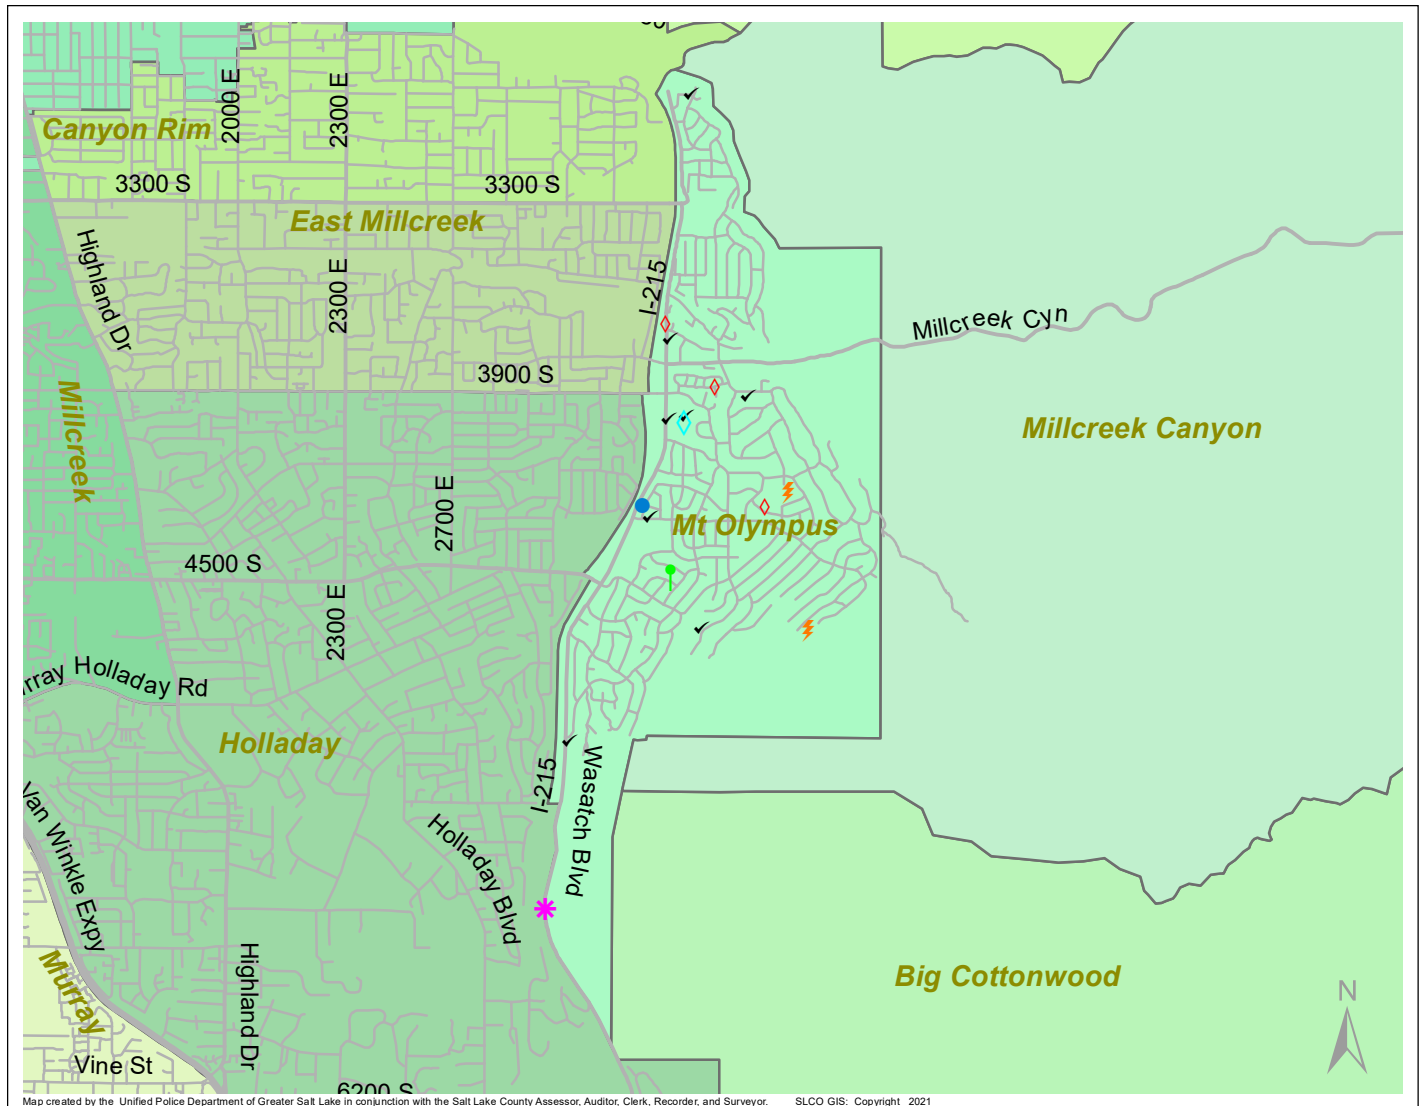 2000 E
2300 E
Canyon Rim
3300 S
3300 S
East Millcreek
Highland Dr
2300 E
I-215
Millcreek Cyn
3900 S
Millcreek
Millcreek Canyon
2700 E
Mt Olympus
4500 S
2300 E
rray Holladay Rd
Holladay
I-215
Wasatch Blvd
Van Winkle Expy
Holladay Blvd
Highland Dr
Murray
Big Cottonwood
N
Vine St
6200 S
Map created by the Unified Police Department of Greater Salt Lake in conjunction with the Salt Lake County Assessor, Auditor, Clerk, Recorder, and Surveyor. SLCO GIS: Copyright 2021